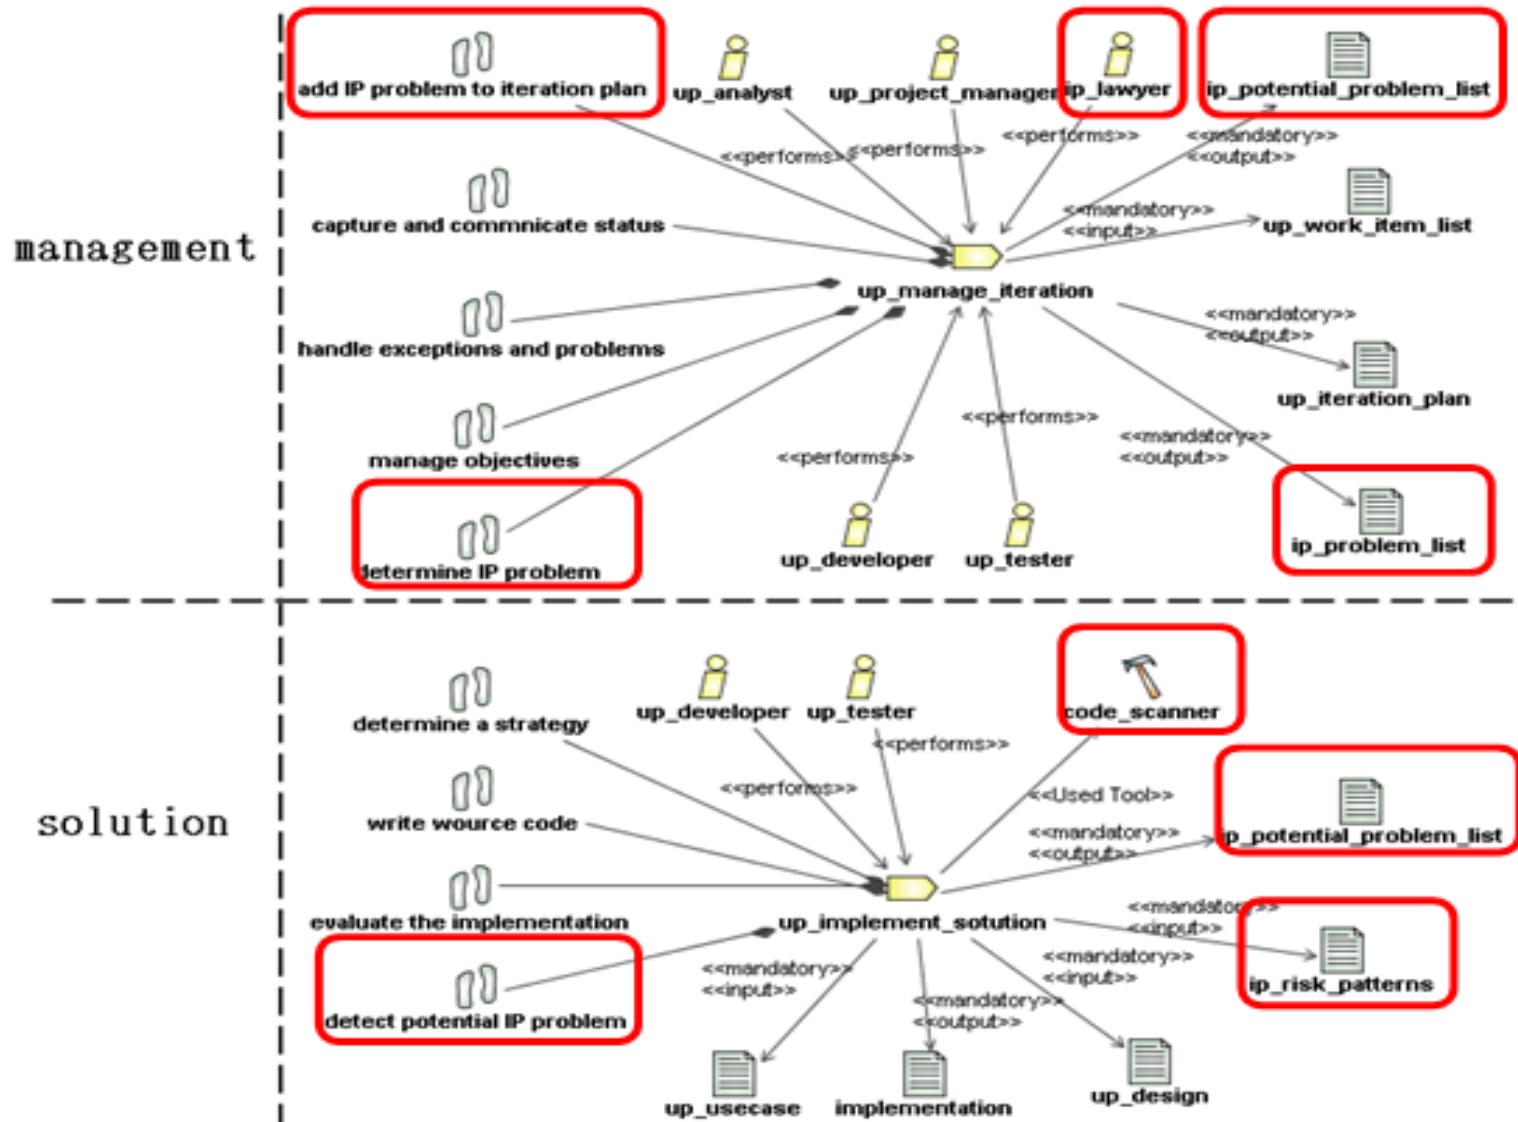 add IP problem to iteration plan
up_analyst
up_project_manager
ip_lawyer
ip_potential_problem_list
<<performs>>
<<performs>>
<<performs>>
<<mandatory>>
<<output>>
capture and commnicate status
<<mandatory>>
<<input>>
up_work_item_list
management
up_manage_iteration
handle exceptions and problems
<<mandatory>>
<<output>>
up_iteration_plan
manage objectives
<<performs>>
<<performs>>
<<mandatory>>
<<output>>
determine IP problem
up_developer
up_tester
ip_problem_list
determine a strategy
up_developer
up_tester
code_scanner
<<performs>>
<<performs>>
<<Used Tool>>
solution
write wource code
<<mandatory>>
<<output>>
ip_potential_problem_list
evaluate the implementation
up_implement_sotution
<<mandatory>>
<<input>>
ip_risk_patterns
detect potential IP problem
<<mandatory>>
<<input>>
<<mandatory>>
<<output>>
<<mandatory>>
<<input>>
up_usecase
implementation
up_design